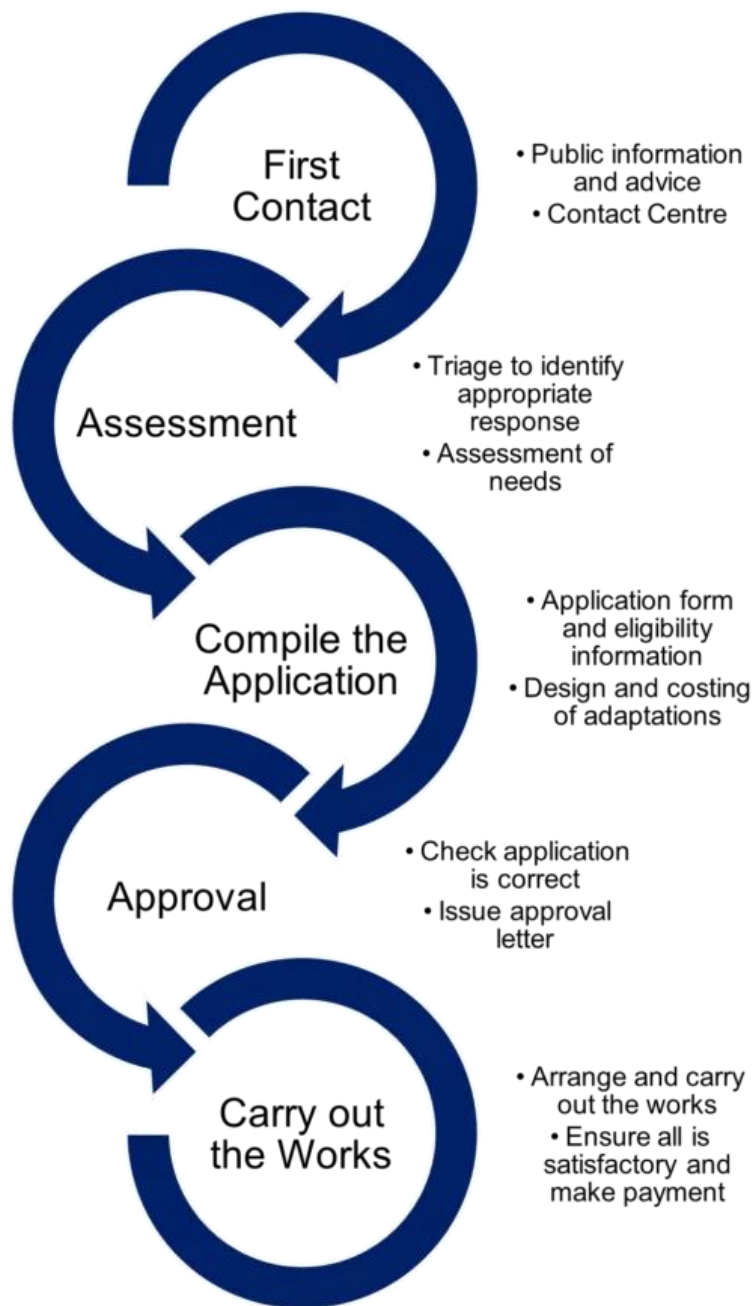 First
Contact
• Public information
and advice
• Contact Centre
Assessment
• Triage to identify
appropriate
response
• Assessment of
needs
Compile the
Application
• Application form
and eligibility
information
• Design and costing
of adaptations
Approval
• Check application
is correct
• Issue approval
letter
Carry out
the Works
• Arrange and carry
out the works
• Ensure all is
satisfactory and
make payment